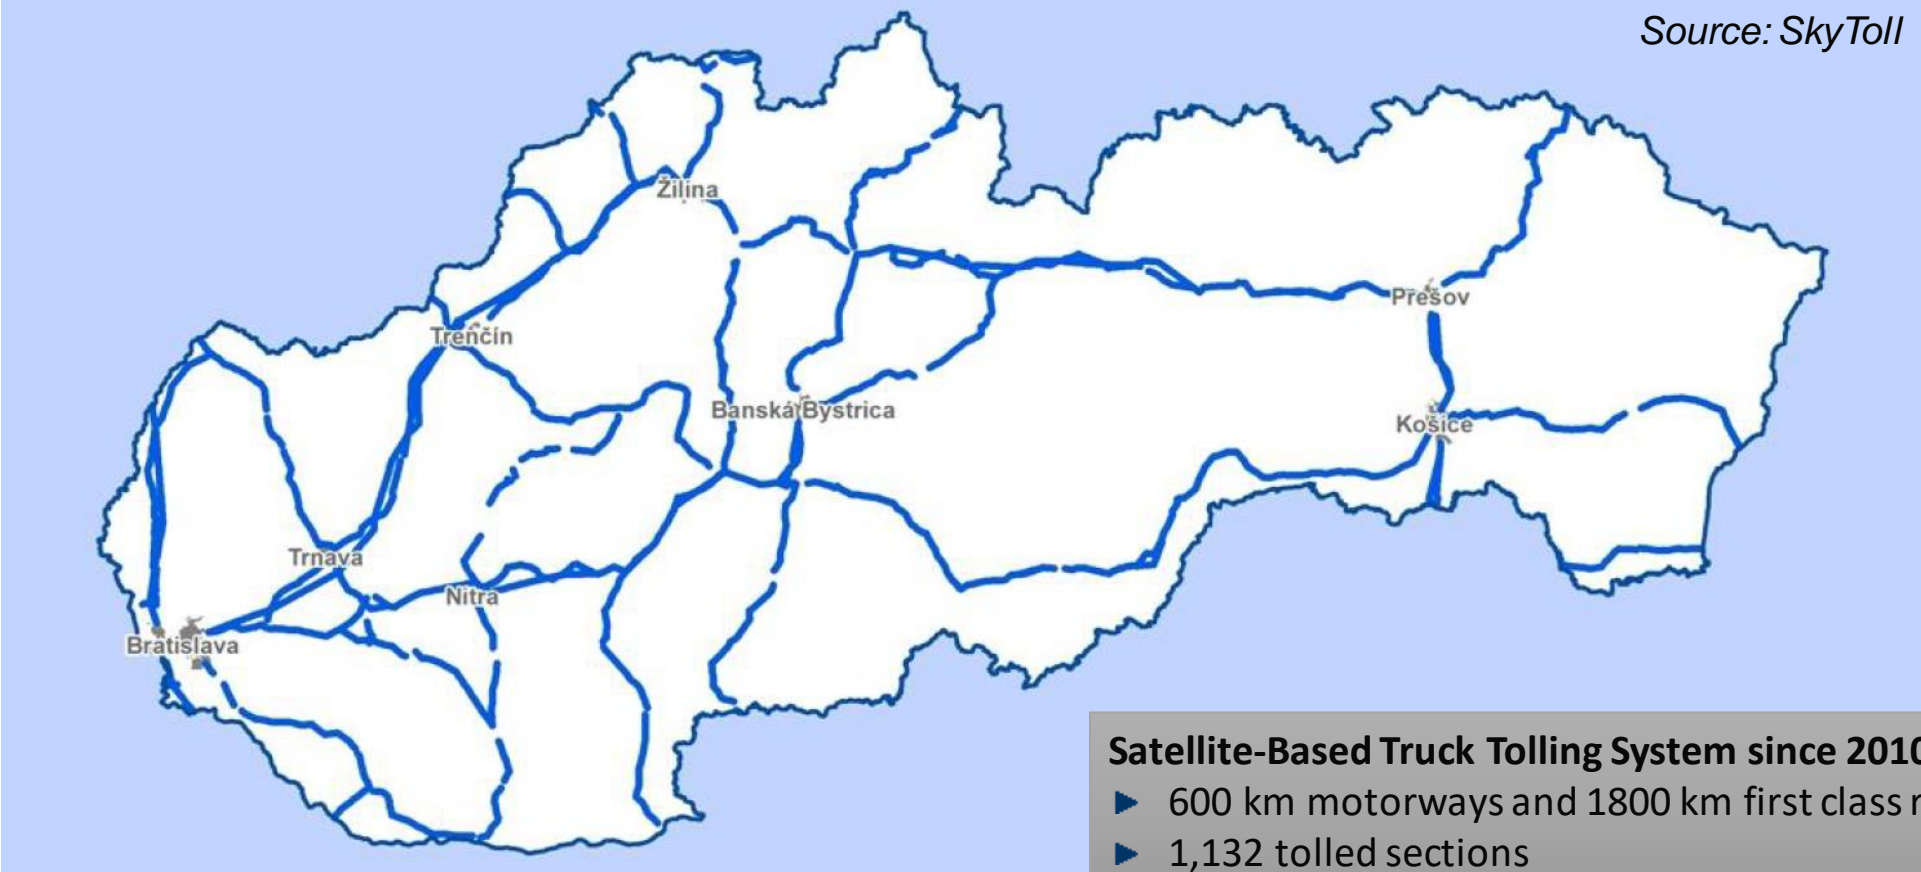 Source: SkyToll
Žilina
Trenčín
Prešov
Banská Bystrica
Košice
Trnava
Nitra
Bratislava
Satellite-Based Truck Tolling System since 2010
600 km motorways and 1800 km first class
1,132 tolled sections